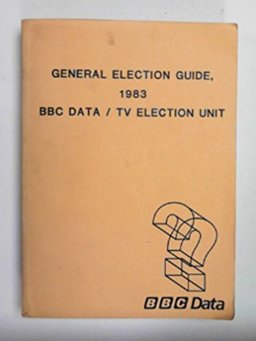 GENERAL ELECTION GUIDE,
1983
BBC DATA / TV ELECTION UNIT
BBC Data